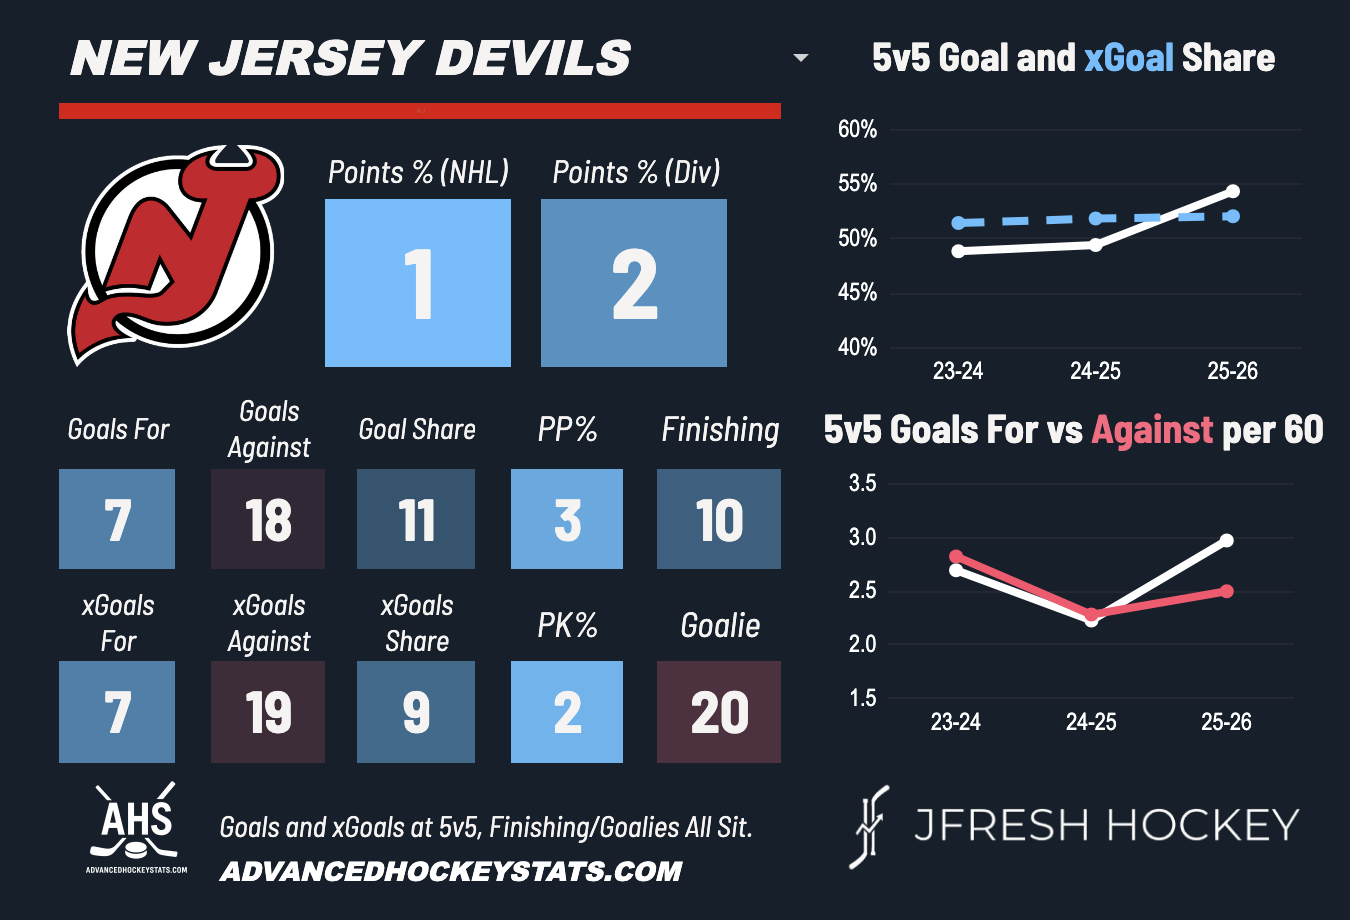 NEW JERSEY DEVILS
Points % (NHL)
Points % (Div)
1
2
Goals For
Goals
Against
Goal Share
PP%
Finishing
7
18
11
3
10
xGoals
For
xGoals
Against
xGoals
Share
PK%
Goalie
7
19
9
2
20
AHS
ADVANCEDHOCKEYSTATS.COM
Goals and xGoals at 5v5, Finishing/Goalies All Sit.
ADVANCEDHOCKEYSTATS.COM
5v5 Goal and xGoal Share
60%
55%
50%
45%
40%
23-24
24-25
25-26
5v5 Goals For vs Against per 60
3.5
3.0
2.5
2.0
1.5
23-24
24-25
25-26
JFRESH HOCKEY